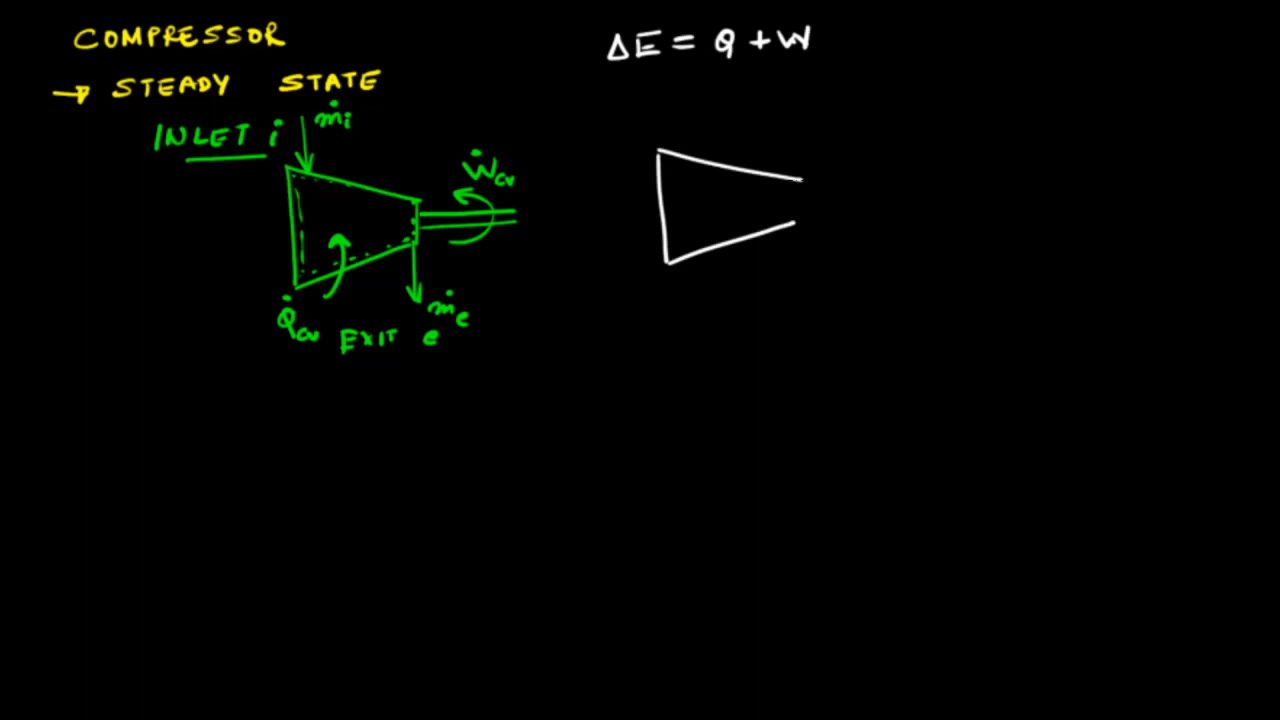 COMPRESSOR
→ STEADY STATE
INLET i ṁi
Ẇcv
Q̇cv EXIT e ṁe
ΔE = Q + W